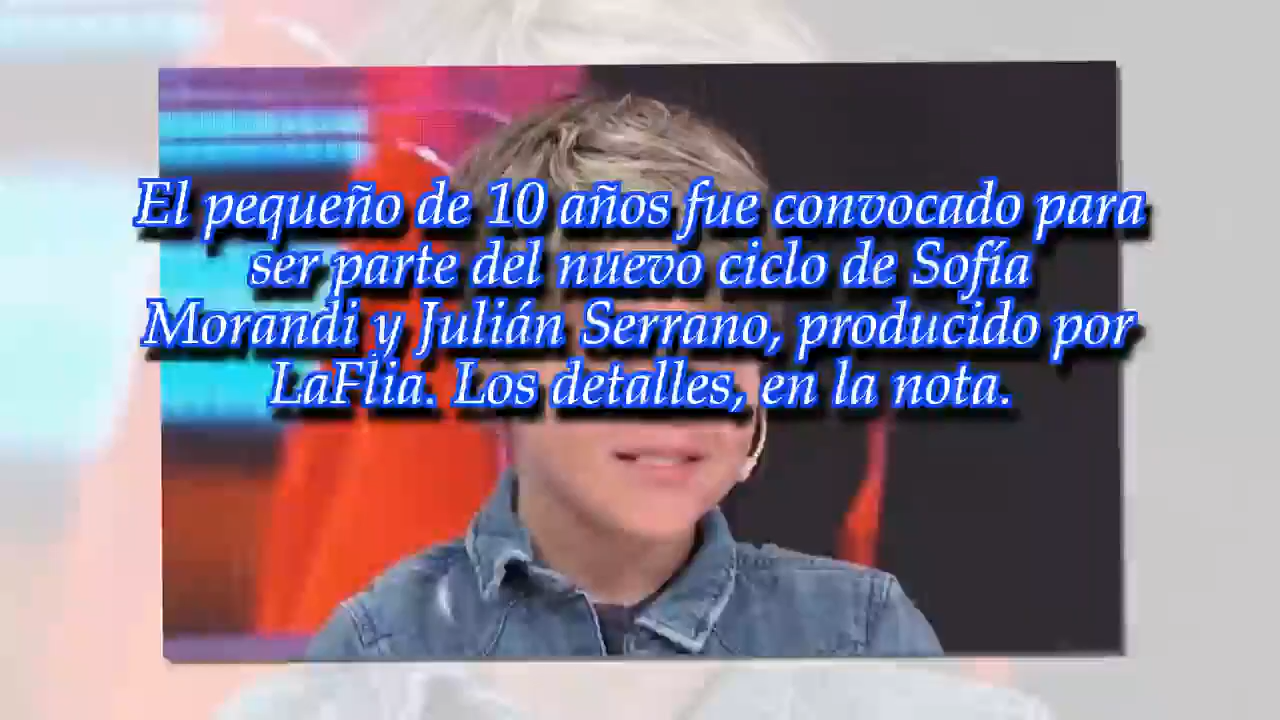 El pequeño de 10 años fue convocado para
ser parte del nuevo ciclo de Sofía
Morandi y Julián Serrano, producido por
LaFlia. Los detalles, en la nota.